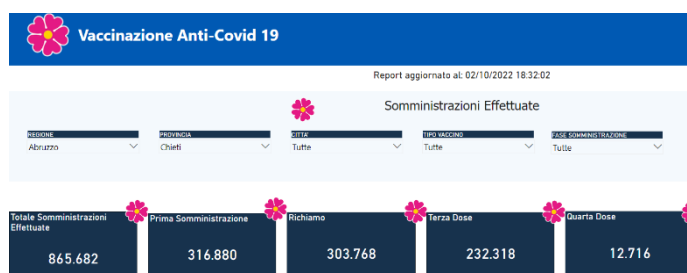 Vaccinazione Anti-Covid 19
Report aggiornato al: 02/10/2022 18:32:02
Somministrazioni Effettuate
REGIONE PROVINCIA CITTA' TIPO VACCINO FASE SOMMINISTRAZIONE
Abruzzo Chieti Tutte Tutte Tutte
Totale Somministrazioni Prima Somministrazione Richiamo Terza Dose Quarta Dose
Effettuate
865.682 316.880 303.768 232.318 12.716